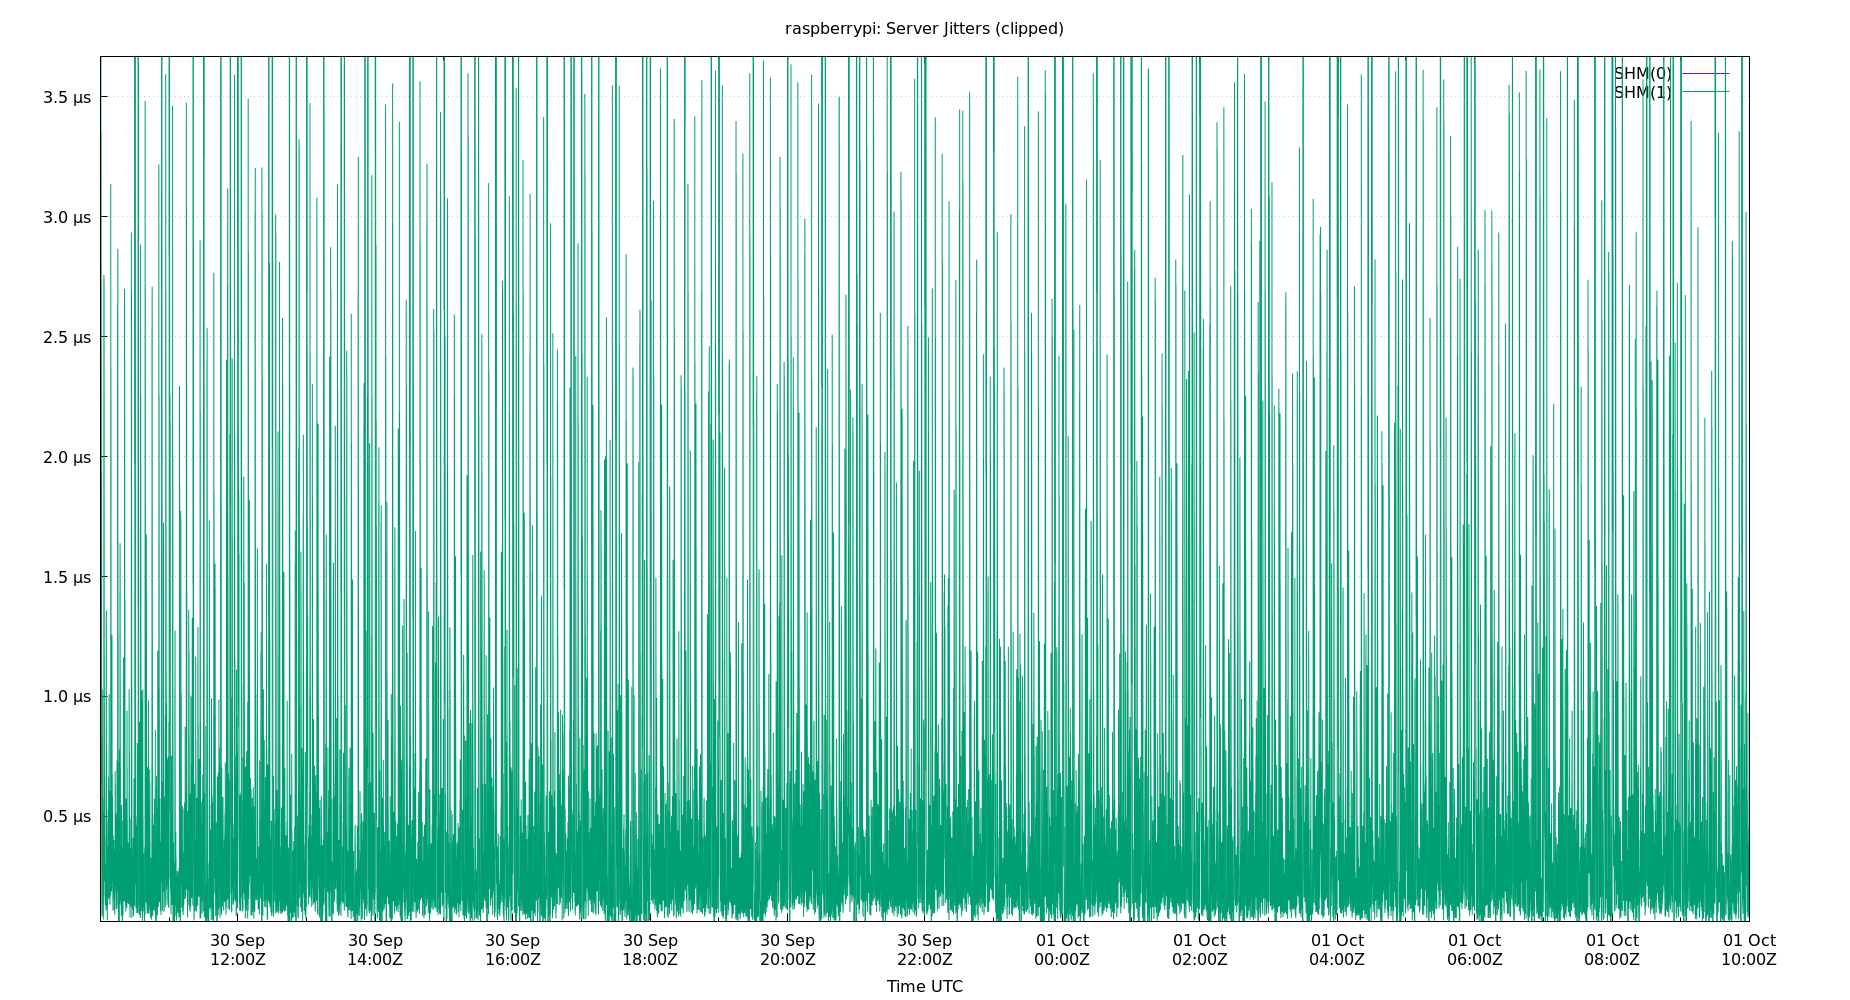 raspberrypi: Server Jitters (clipped)
SHM(0)
SHM(1)
3.5 µs
3.0 µs
2.5 µs
2.0 µs
1.5 µs
1.0 µs
0.5 µs
30 Sep 30 Sep 30 Sep 30 Sep 30 Sep 30 Sep 01 Oct 01 Oct 01 Oct 01 Oct 01 Oct 01 Oct
12:00Z 14:00Z 16:00Z 18:00Z 20:00Z 22:00Z 00:00Z 02:00Z 04:00Z 06:00Z 08:00Z 10:00Z
Time UTC